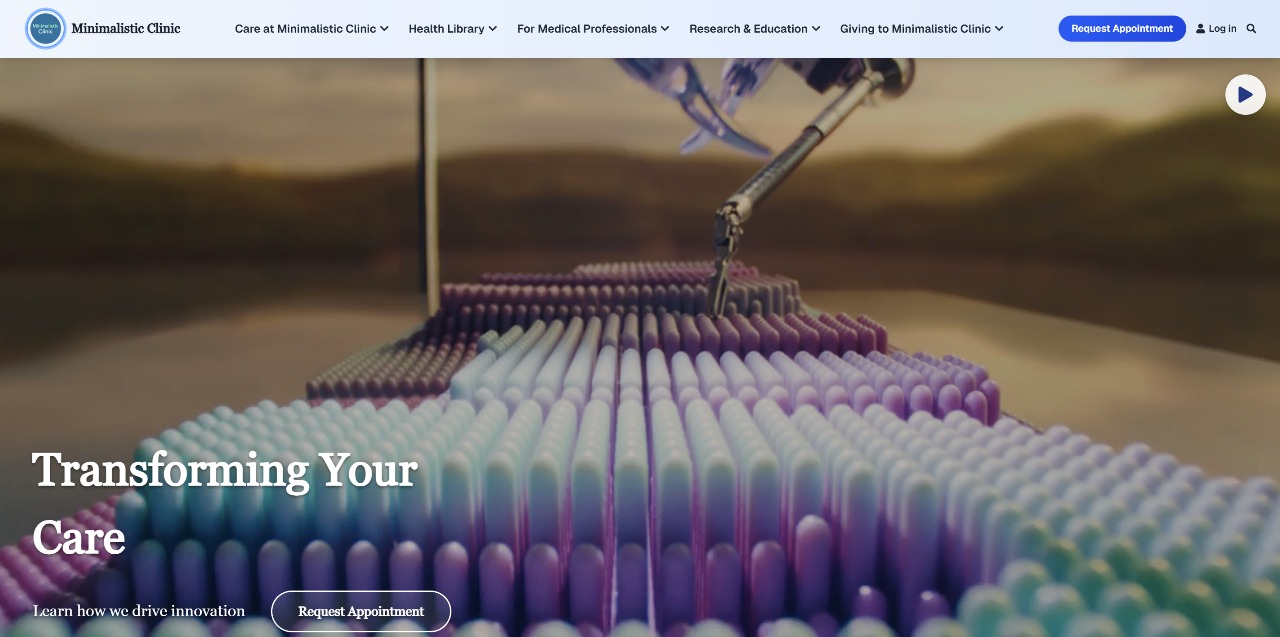 Minimalistic
Clinic
Minimalistic Clinic
Care at Minimalistic Clinic
Health Library
For Medical Professionals
Research & Education
Giving to Minimalistic Clinic
Request Appointment
Log in
Transforming Your
Care
Learn how we drive innovation
Request Appointment